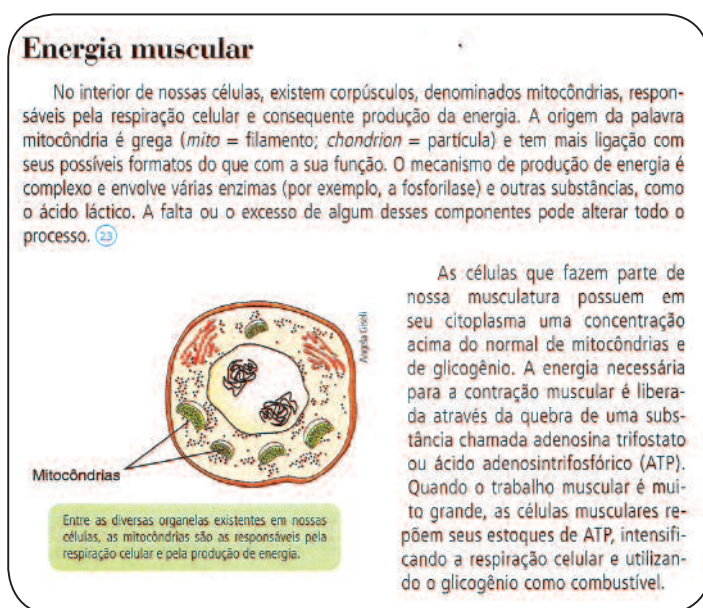 Energia muscular
No interior de nossas células, existem corpúsculos, denominados mitocôndrias, respon-
sáveis pela respiração celular e consequente produção da energia. A origem da palavra
mitocôndria é grega (mito = filamento; chondrion = partícula) e tem mais ligação com
seus possíveis formatos do que com a sua função. O mecanismo de produção de energia é
complexo e envolve várias enzimas (por exemplo, a fosforilase) e outras substâncias, como
o ácido láctico. A falta ou o excesso de algum desses componentes pode alterar todo o
processo. 23
As células que fazem parte de
nossa musculatura possuem em
seu citoplasma uma concentração
acima do normal de mitocôndrias e
de glicogênio. A energia necessária
para a contração muscular é libera-
da através da quebra de uma subs-
tância chamada adenosina trifostato
ou ácido adenosintrifosfórico (ATP).
Quando o trabalho muscular é mui-
to grande, as células musculares re-
põem seus estoques de ATP, intensifi-
cando a respiração celular e utilizan-
do o glicogênio como combustível.
Angela Giseli
Mitocôndrias
Entre as diversas organelas existentes em nossas
células, as mitocôndrias são as responsáveis pela
respiração celular e pela produção de energia.